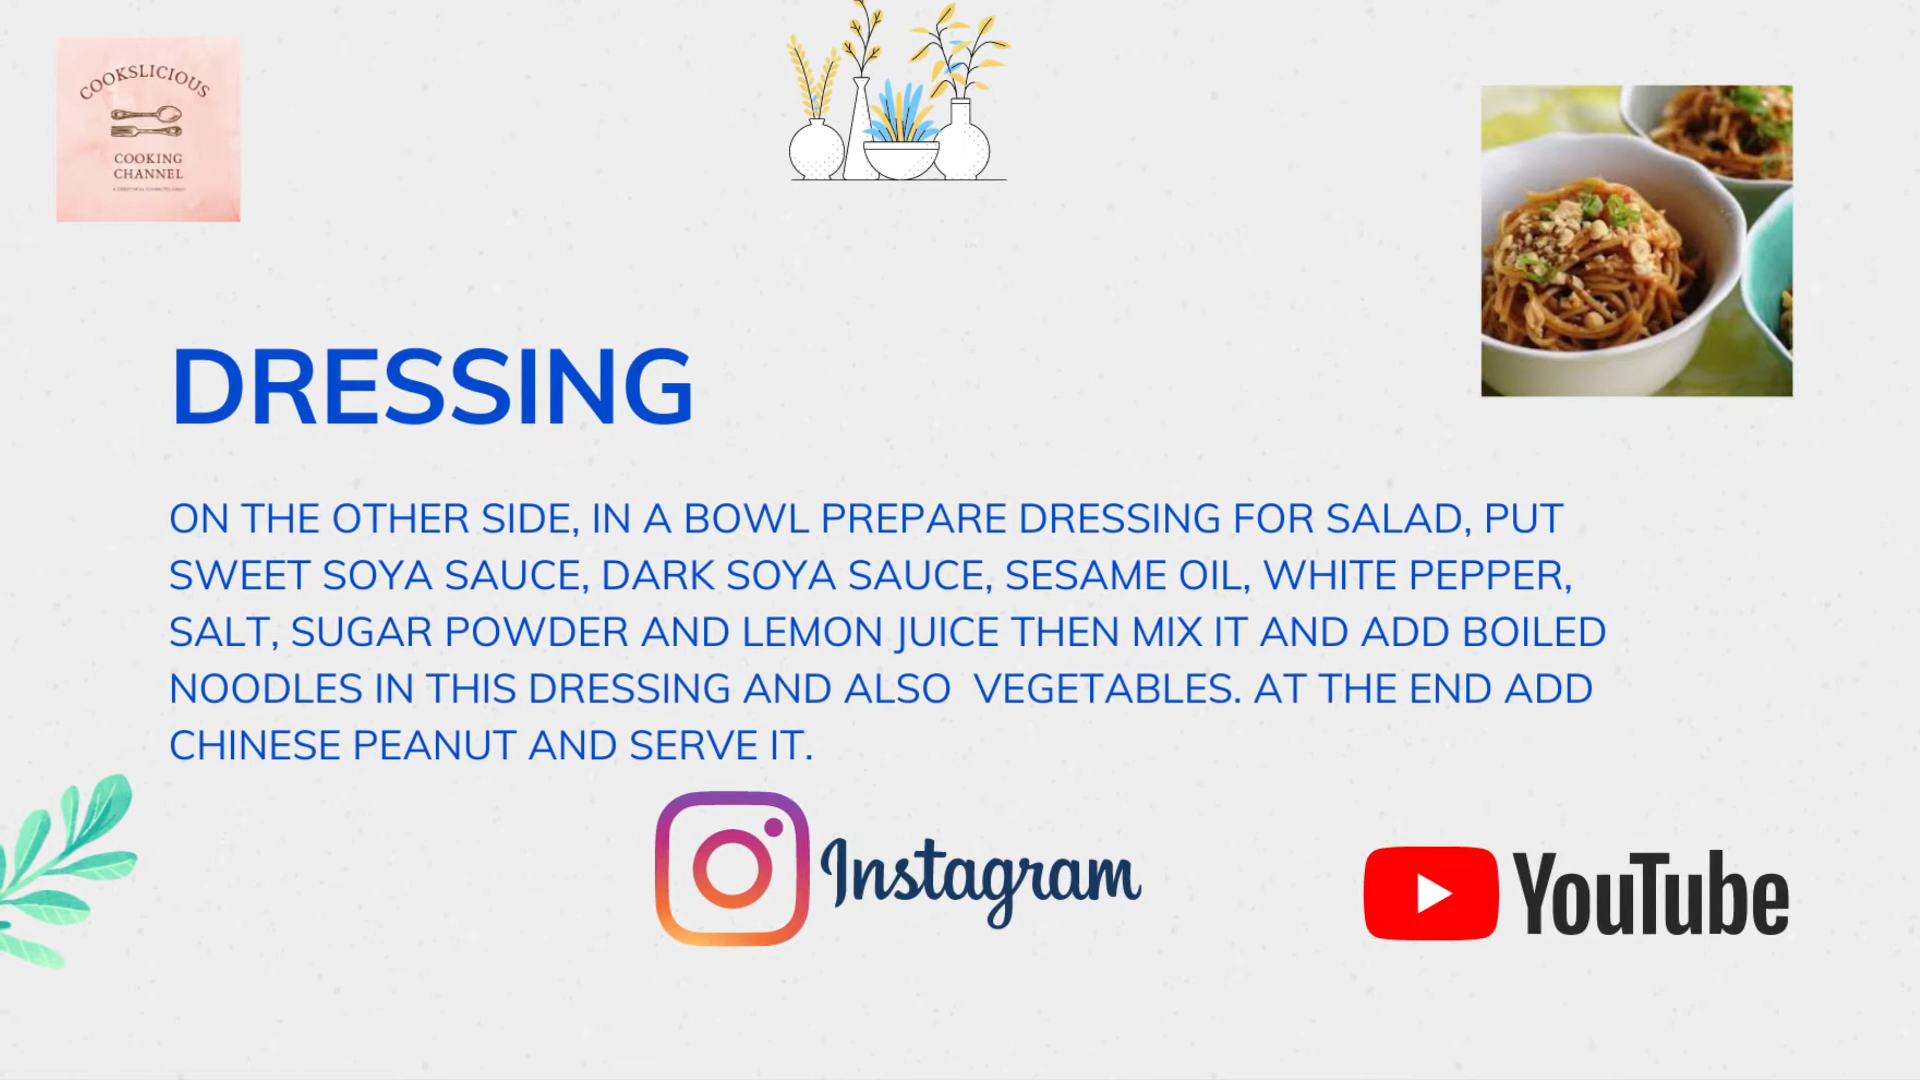 COOKSLICIOUS
COOKING
CHANNEL
DRESSING
ON THE OTHER SIDE, IN A BOWL PREPARE DRESSING FOR SALAD, PUT
SWEET SOYA SAUCE, DARK SOYA SAUCE, SESAME OIL, WHITE PEPPER,
SALT, SUGAR POWDER AND LEMON JUICE THEN MIX IT AND ADD BOILED
NOODLES IN THIS DRESSING AND ALSO  VEGETABLES. AT THE END ADD
CHINESE PEANUT AND SERVE IT.
Instagram
YouTube